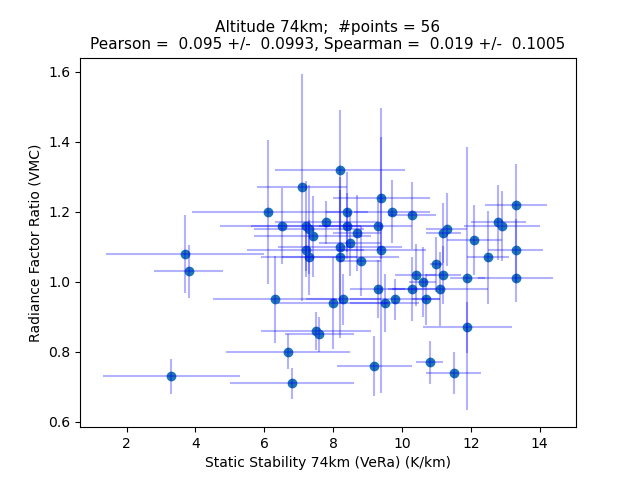 Altitude 74km;  #points = 56
Pearson =  0.095 +/-  0.0993, Spearman =  0.019 +/-  0.1005
1.6
1.4
1.2
1.0
0.8
0.6
Radiance Factor Ratio (VMC)
2 4 6 8 10 12 14
Static Stability 74km (VeRa) (K/km)